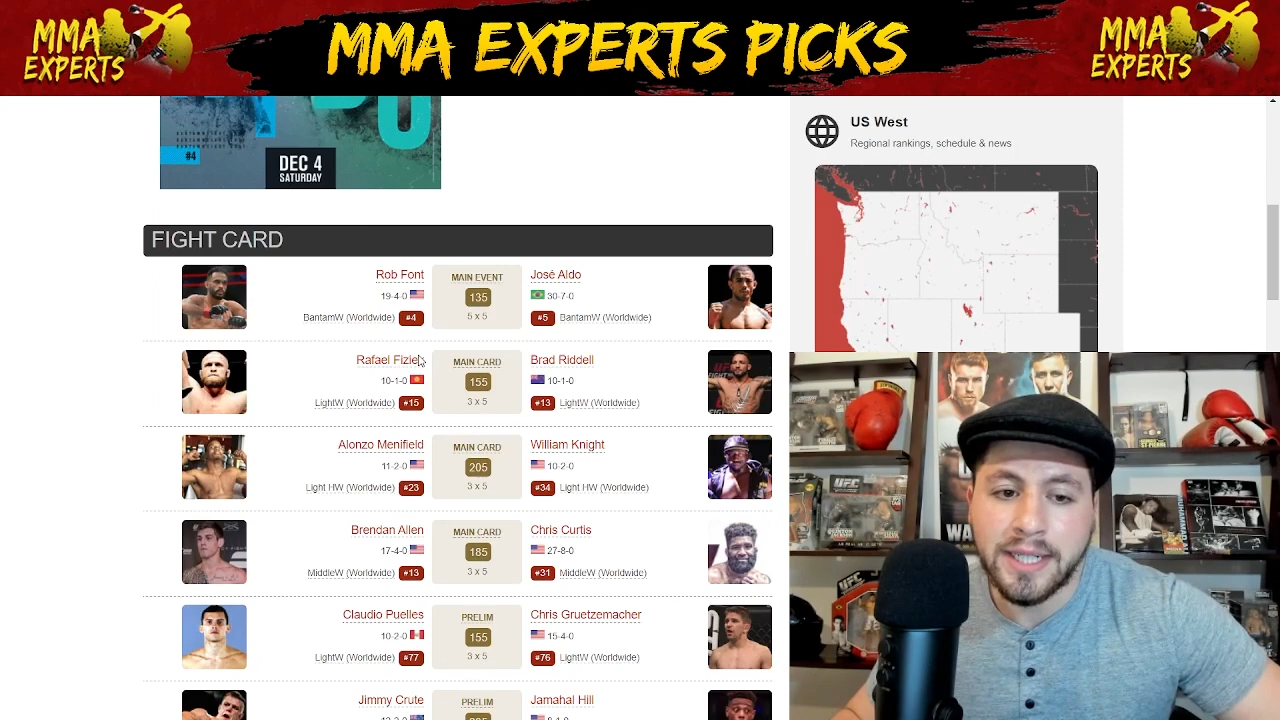 MMA
EXPERTS
MMA EXPERTS PICKS
MMA
EXPERTS
#4
DEC 4
SATURDAY
US West
Regional rankings, schedule & news
FIGHT CARD
Rob Font
19-4-0
BantamW (Worldwide) #4
MAIN EVENT
135
5 x 5
José Aldo
30-7-0
#5 BantamW (Worldwide)
Rafael Fiziev
10-1-0
LightW (Worldwide) #15
MAIN CARD
155
3 x 5
Brad Riddell
10-1-0
#13 LightW (Worldwide)
Alonzo Menifield
11-2-0
Light HW (Worldwide) #23
MAIN CARD
205
3 x 5
William Knight
10-2-0
#34 Light HW (Worldwide)
Brendan Allen
17-4-0
MiddleW (Worldwide) #13
MAIN CARD
185
3 x 5
Chris Curtis
27-8-0
#31 MiddleW (Worldwide)
Claudio Puelles
10-2-0
LightW (Worldwide) #77
PRELIM
155
3 x 5
Chris Gruetzemacher
15-4-0
#76 LightW (Worldwide)
Jimmy Crute
PRELIM
Jamahal Hill
UFC
UFC